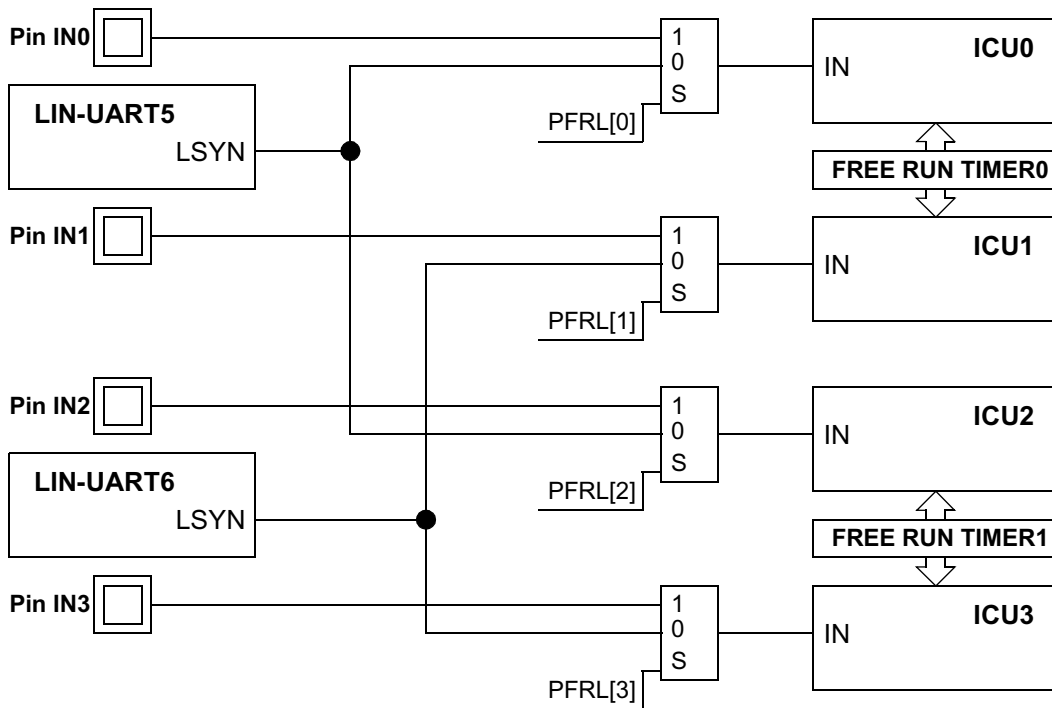 Pin IN0
1
0
S
PFRL[0]
IN
ICU0
LIN-UART5
LSYN
FREE RUN TIMER0
Pin IN1
1
0
S
PFRL[1]
IN
ICU1
Pin IN2
1
0
S
PFRL[2]
IN
ICU2
LIN-UART6
LSYN
FREE RUN TIMER1
Pin IN3
1
0
S
PFRL[3]
IN
ICU3